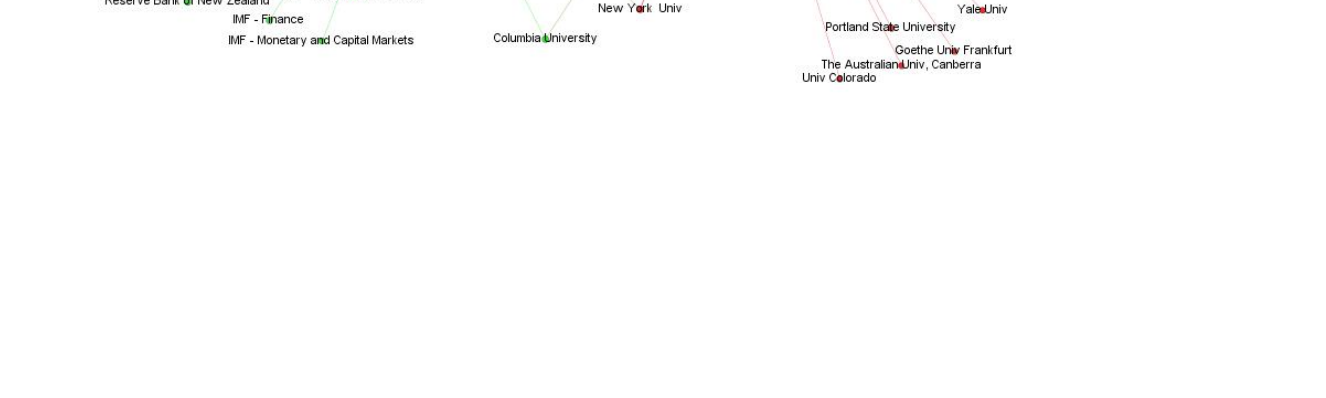 Reserve Bank of New Zealand
New York Univ
Yale Univ
IMF - Finance
Portland State University
IMF - Monetary and Capital Markets
Columbia University
Goethe Univ Frankfurt
The Australian Univ, Canberra
Univ Colorado